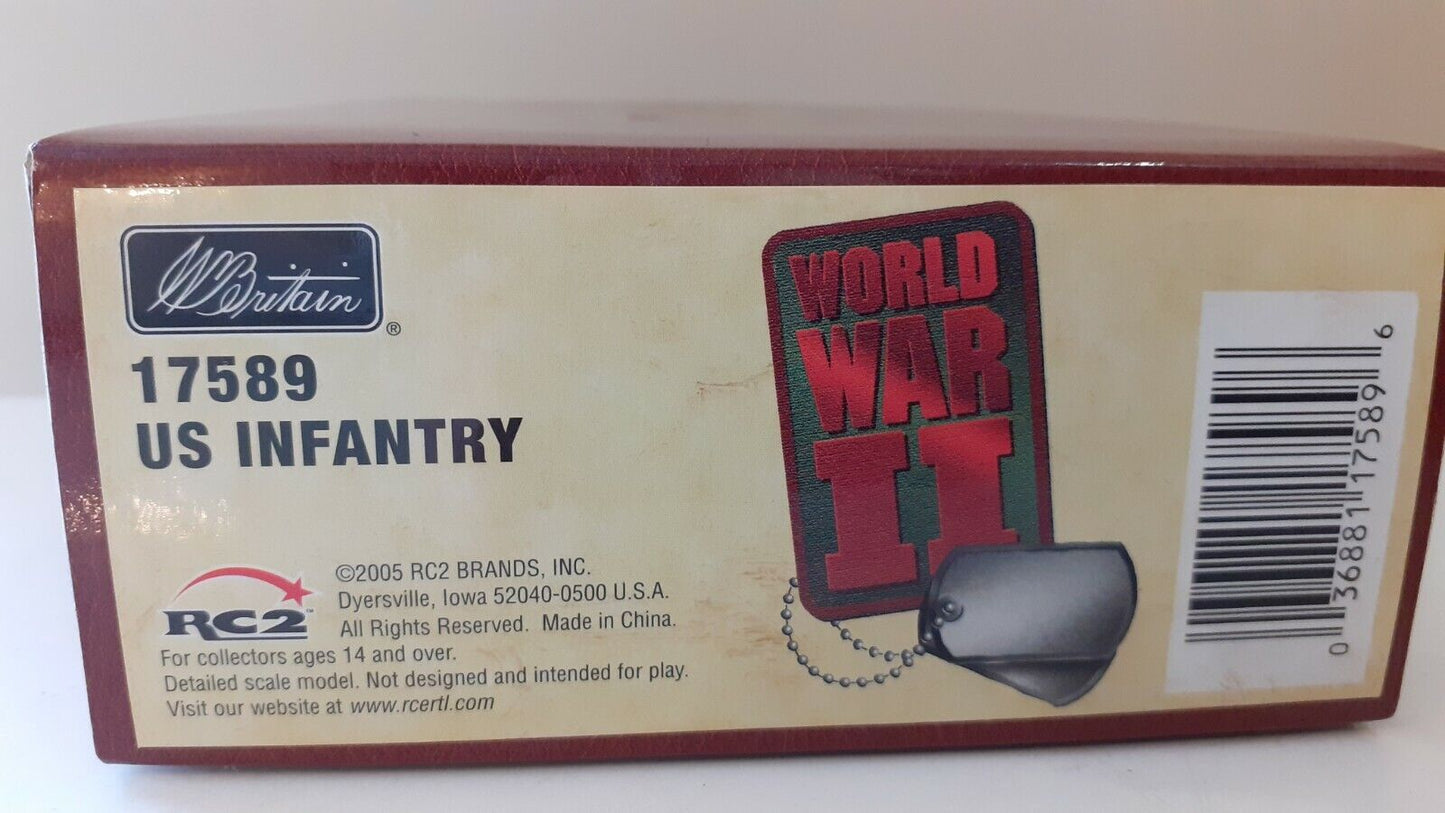 W Britain
®
17589
US INFANTRY
RC2™
©2005 RC2 BRANDS, INC.
Dyersville, Iowa 52040-0500 U.S.A.
All Rights Reserved. Made in China.
For collectors ages 14 and over.
Detailed scale model. Not designed and intended for play.
Visit our website at www.rcertl.com
WORLD
WAR
II
0 36881 17589 6